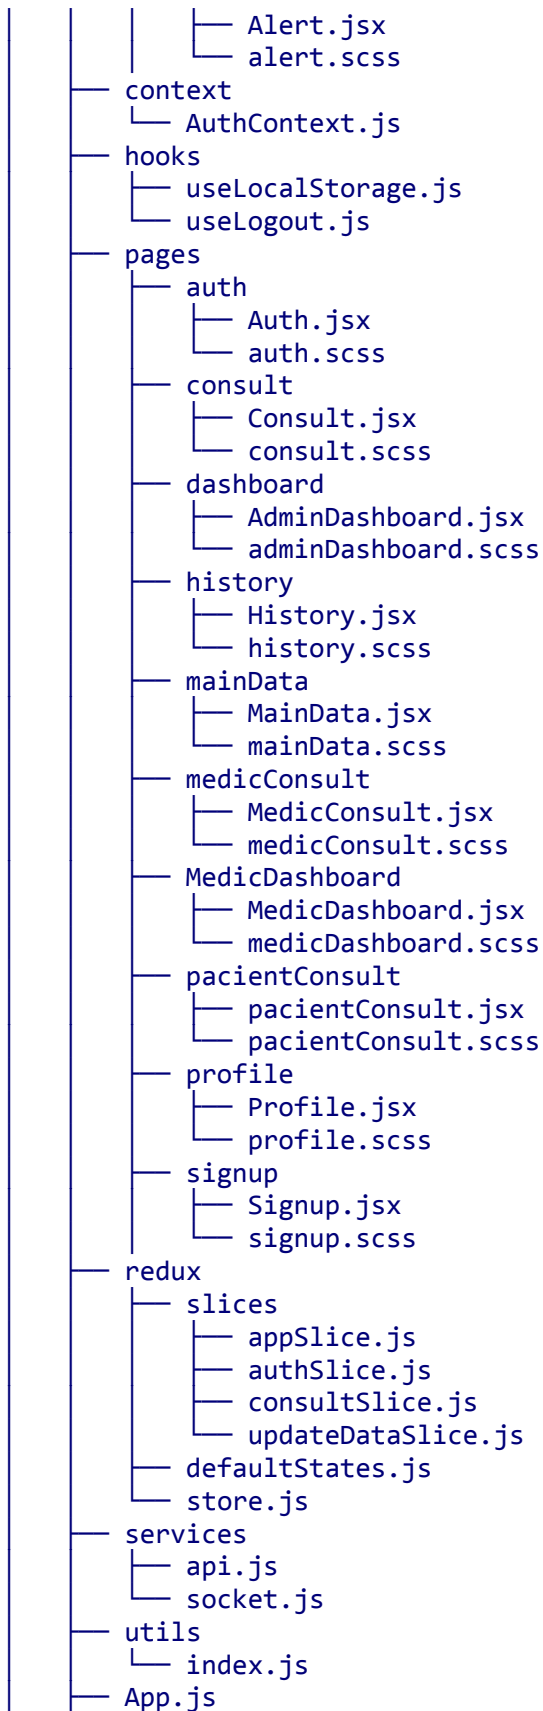 │   │   │   ├── Alert.jsx
│   │   │   └── alert.scss
│   ├── context
│   │   └── AuthContext.js
│   ├── hooks
│   │   ├── useLocalStorage.js
│   │   └── useLogout.js
│   ├── pages
│   │   ├── auth
│   │   │   ├── Auth.jsx
│   │   │   └── auth.scss
│   │   ├── consult
│   │   │   ├── Consult.jsx
│   │   │   └── consult.scss
│   │   ├── dashboard
│   │   │   ├── AdminDashboard.jsx
│   │   │   └── adminDashboard.scss
│   │   ├── history
│   │   │   ├── History.jsx
│   │   │   └── history.scss
│   │   ├── mainData
│   │   │   ├── MainData.jsx
│   │   │   └── mainData.scss
│   │   ├── medicConsult
│   │   │   ├── MedicConsult.jsx
│   │   │   └── medicConsult.scss
│   │   ├── MedicDashboard
│   │   │   ├── MedicDashboard.jsx
│   │   │   └── medicDashboard.scss
│   │   ├── pacientConsult
│   │   │   ├── pacientConsult.jsx
│   │   │   └── pacientConsult.scss
│   │   ├── profile
│   │   │   ├── Profile.jsx
│   │   │   └── profile.scss
│   │   ├── signup
│   │   │   ├── Signup.jsx
│   │   │   └── signup.scss
│   ├── redux
│   │   ├── slices
│   │   │   ├── appSlice.js
│   │   │   ├── authSlice.js
│   │   │   ├── consultSlice.js
│   │   │   └── updateDataSlice.js
│   │   ├── defaultStates.js
│   │   └── store.js
│   ├── services
│   │   ├── api.js
│   │   └── socket.js
│   ├── utils
│   │   └── index.js
│   ├── App.js